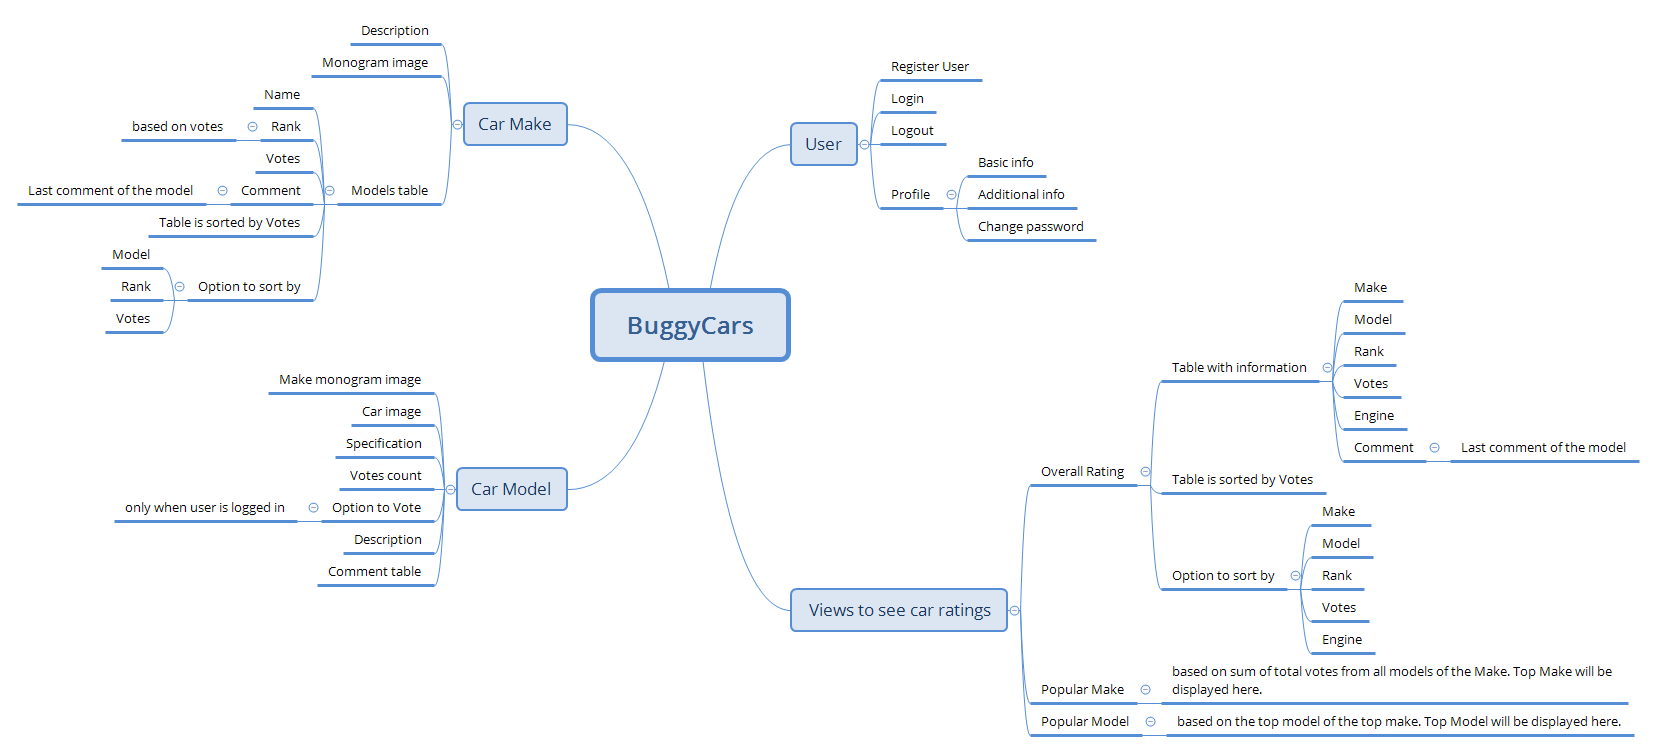 BuggyCars
Car Make
Description
Monogram image
Models table
Name
Rank
based on votes
Votes
Comment
Last comment of the model
Table is sorted by Votes
Option to sort by
Model
Rank
Votes
Car Model
Make monogram image
Car image
Specification
Votes count
Option to Vote
only when user is logged in
Description
Comment table
User
Register User
Login
Logout
Profile
Basic info
Additional info
Change password
Views to see car ratings
Overall Rating
Table with information
Make
Model
Rank
Votes
Engine
Comment
Last comment of the model
Table is sorted by Votes
Option to sort by
Make
Model
Rank
Votes
Engine
Popular Make
based on sum of total votes from all models of the Make. Top Make will be
displayed here.
Popular Model
based on the top model of the top make. Top Model will be displayed here.